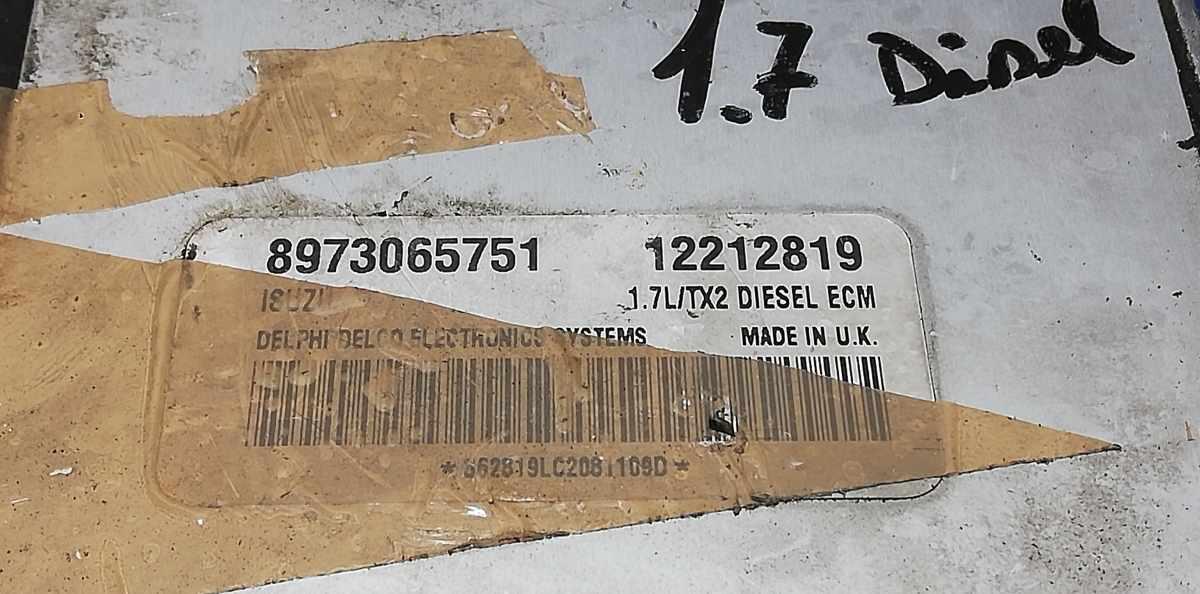 1.7 Diesel
8973065751 12212819
ISUZU 1.7L/TX2 DIESEL ECM
DELPHI DELCO ELECTRONICS SYSTEMS MADE IN U.K.